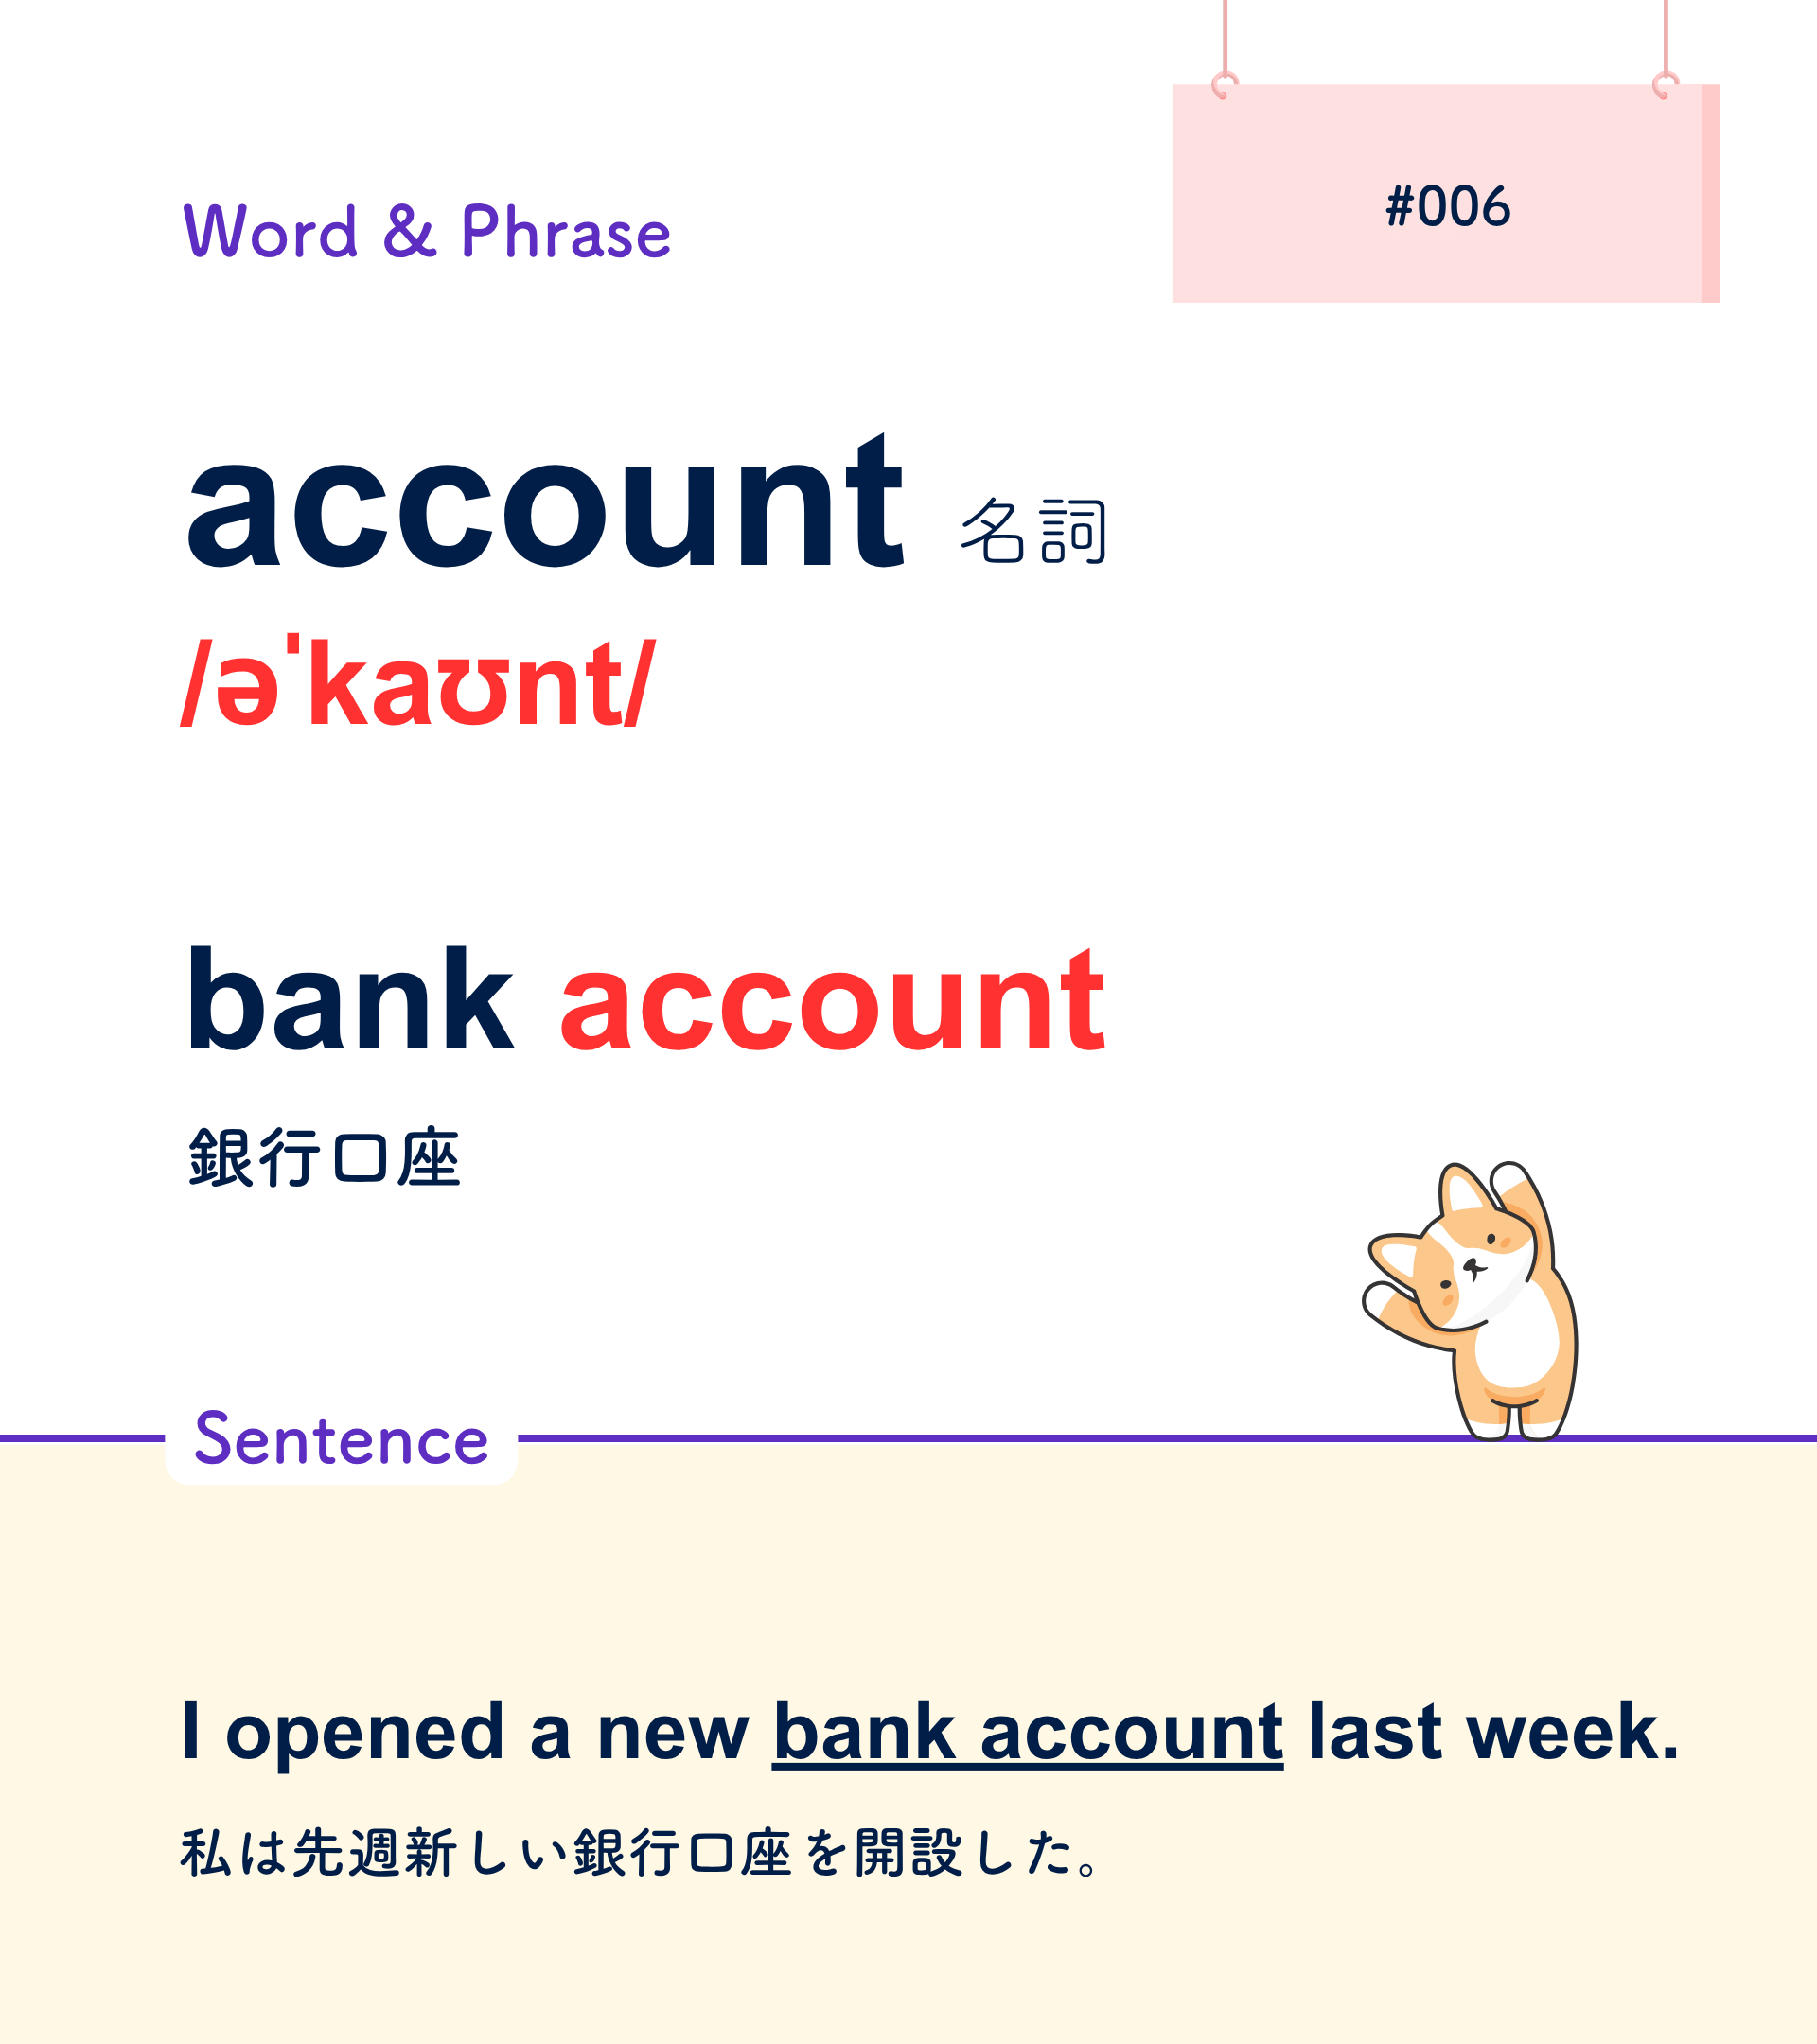 #006
Word & Phrase
account 名詞
/əˈkaʊnt/
bank account
銀行口座
Sentence
I opened a new bank account last week.
私は先週新しい銀行口座を開設した。